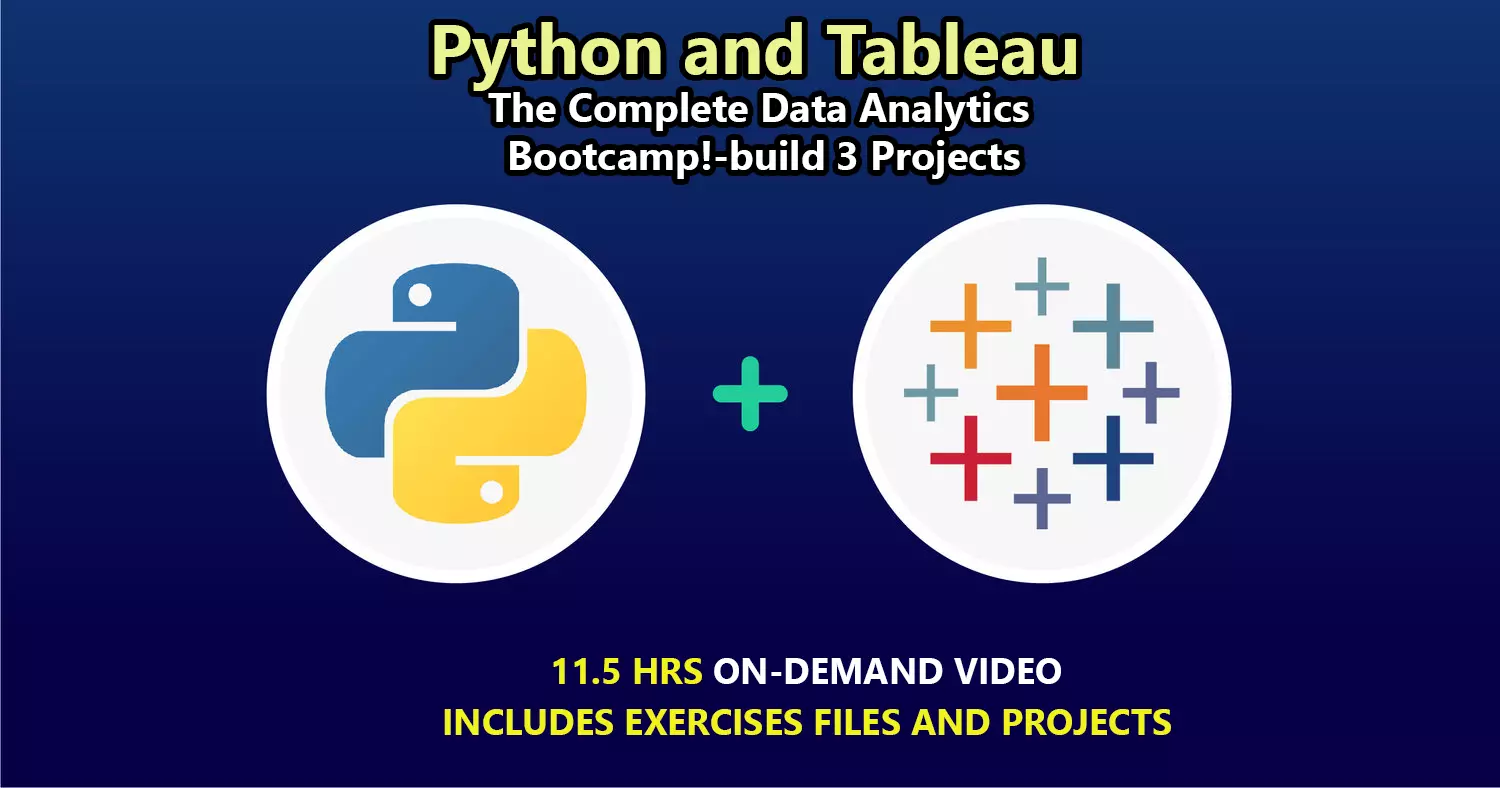 Python and Tableau
The Complete Data Analytics
Bootcamp!-build 3 Projects
11.5 HRS ON-DEMAND VIDEO
INCLUDES EXERCISES FILES AND PROJECTS